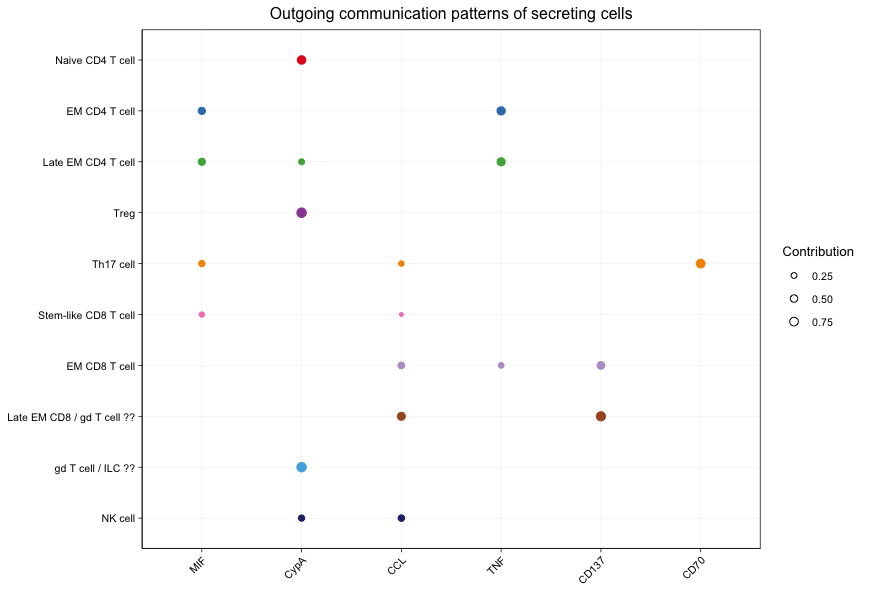 Outgoing communication patterns of secreting cells
Naive CD4 T cell
EM CD4 T cell
Late EM CD4 T cell
Treg
Th17 cell
Stem-like CD8 T cell
EM CD8 T cell
Late EM CD8 / gd T cell ??
gd T cell / ILC ??
NK cell
MIF
CypA
CCL
TNF
CD137
CD70
Contribution
0.25
0.50
0.75